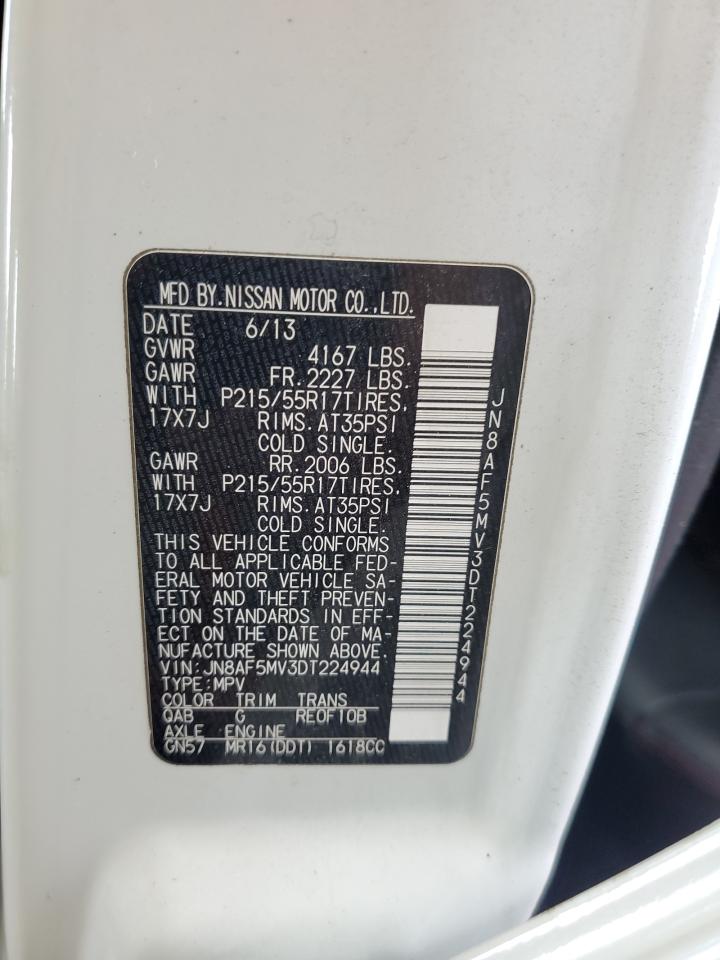 MFD BY.NISSAN MOTOR CO.,LTD.
DATE 6/13
GVWR 4167 LBS.
GAWR FR.2227 LBS.
WITH P215/55R17TIRES,
17X7J RIMS.AT35PSI
COLD SINGLE.
GAWR RR.2006 LBS.
WITH P215/55R17TIRES,
17X7J RIMS.AT35PSI
COLD SINGLE.
THIS VEHICLE CONFORMS
TO ALL APPLICABLE FED-
ERAL MOTOR VEHICLE SA-
FETY AND THEFT PREVEN-
TION STANDARDS IN EFF-
ECT ON THE DATE OF MA-
NUFACTURE SHOWN ABOVE.
VIN:JN8AF5MV3DT224944
TYPE:MPV
COLOR TRIM TRANS
QAB G RE0F10B
AXLE ENGINE
GN57 MR16(DDT) 1618CC
JN8AF5MV3DT224944